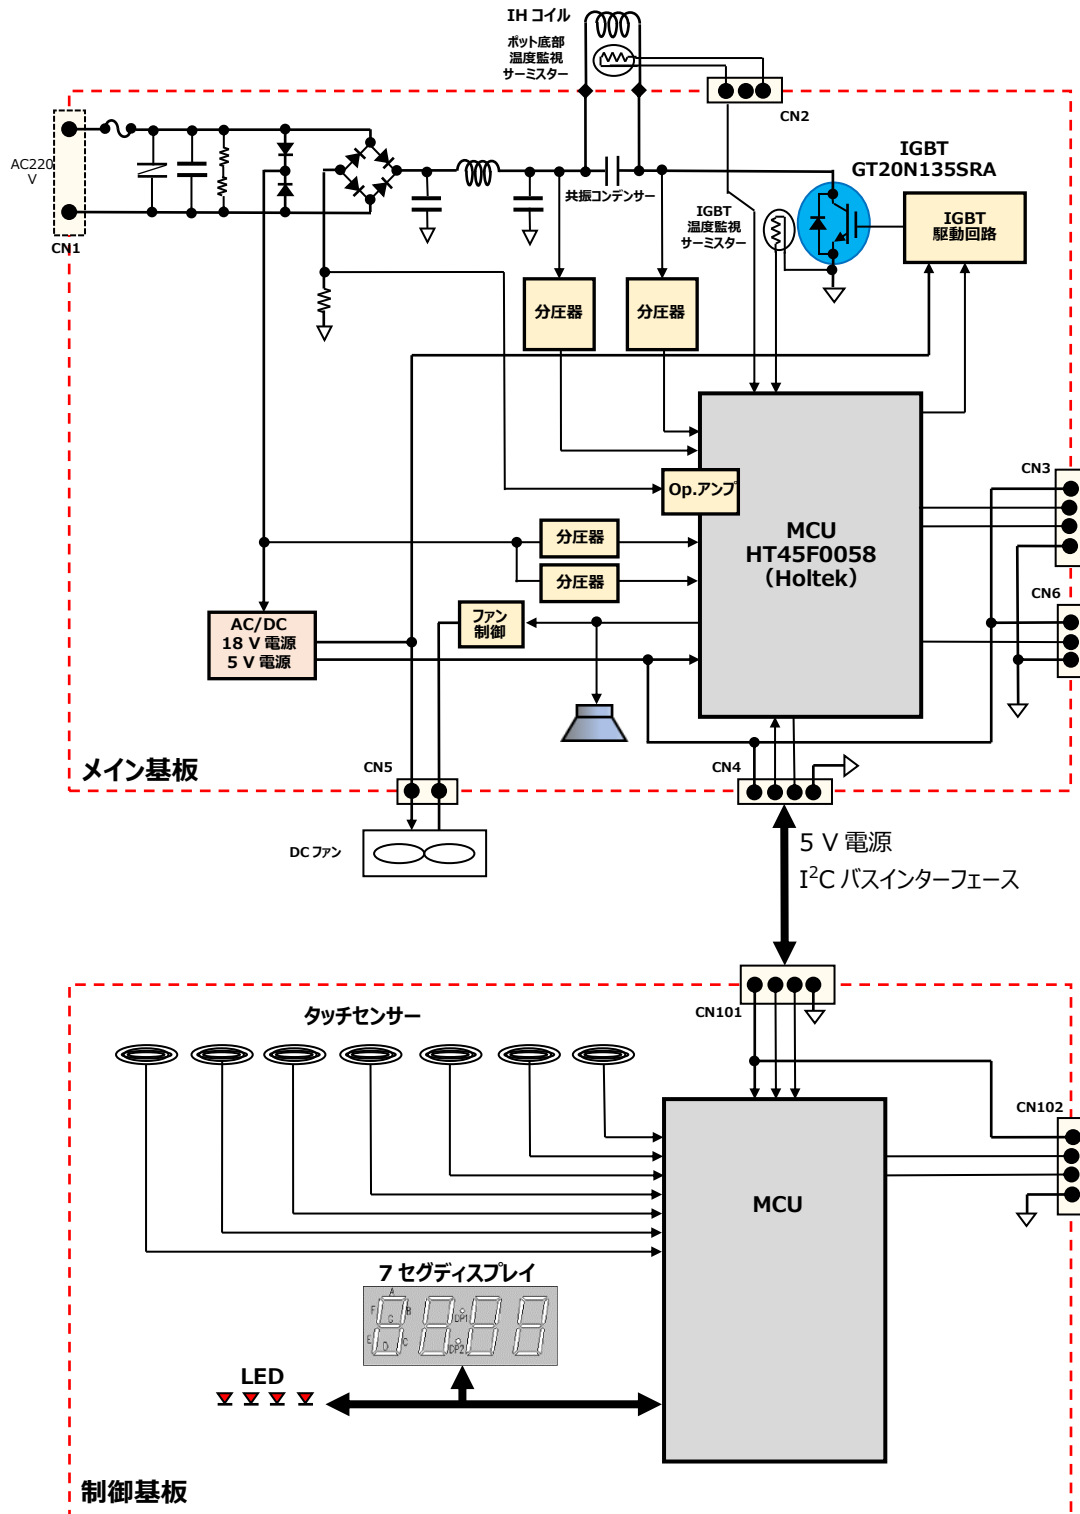 IH コイル
ポット底部
温度監視
サーミスター
CN2
AC220
V
CN1
共振コンデンサー
IGBT
GT20N135SRA
IGBT
温度監視
サーミスター
IGBT
駆動回路
分圧器
分圧器
CN3
Op.アンプ
MCU
HT45F0058
（Holtek）
分圧器
分圧器
CN6
ファン
制御
AC/DC
18 V 電源
5 V 電源
メイン基板
CN5
CN4
DC ファン
5 V 電源
I²C バスインターフェース
CN101
タッチセンサー
CN102
MCU
7 セグディスプレイ
A
F
B
G
DP1
E
D
C
DP2
LED
制御基板